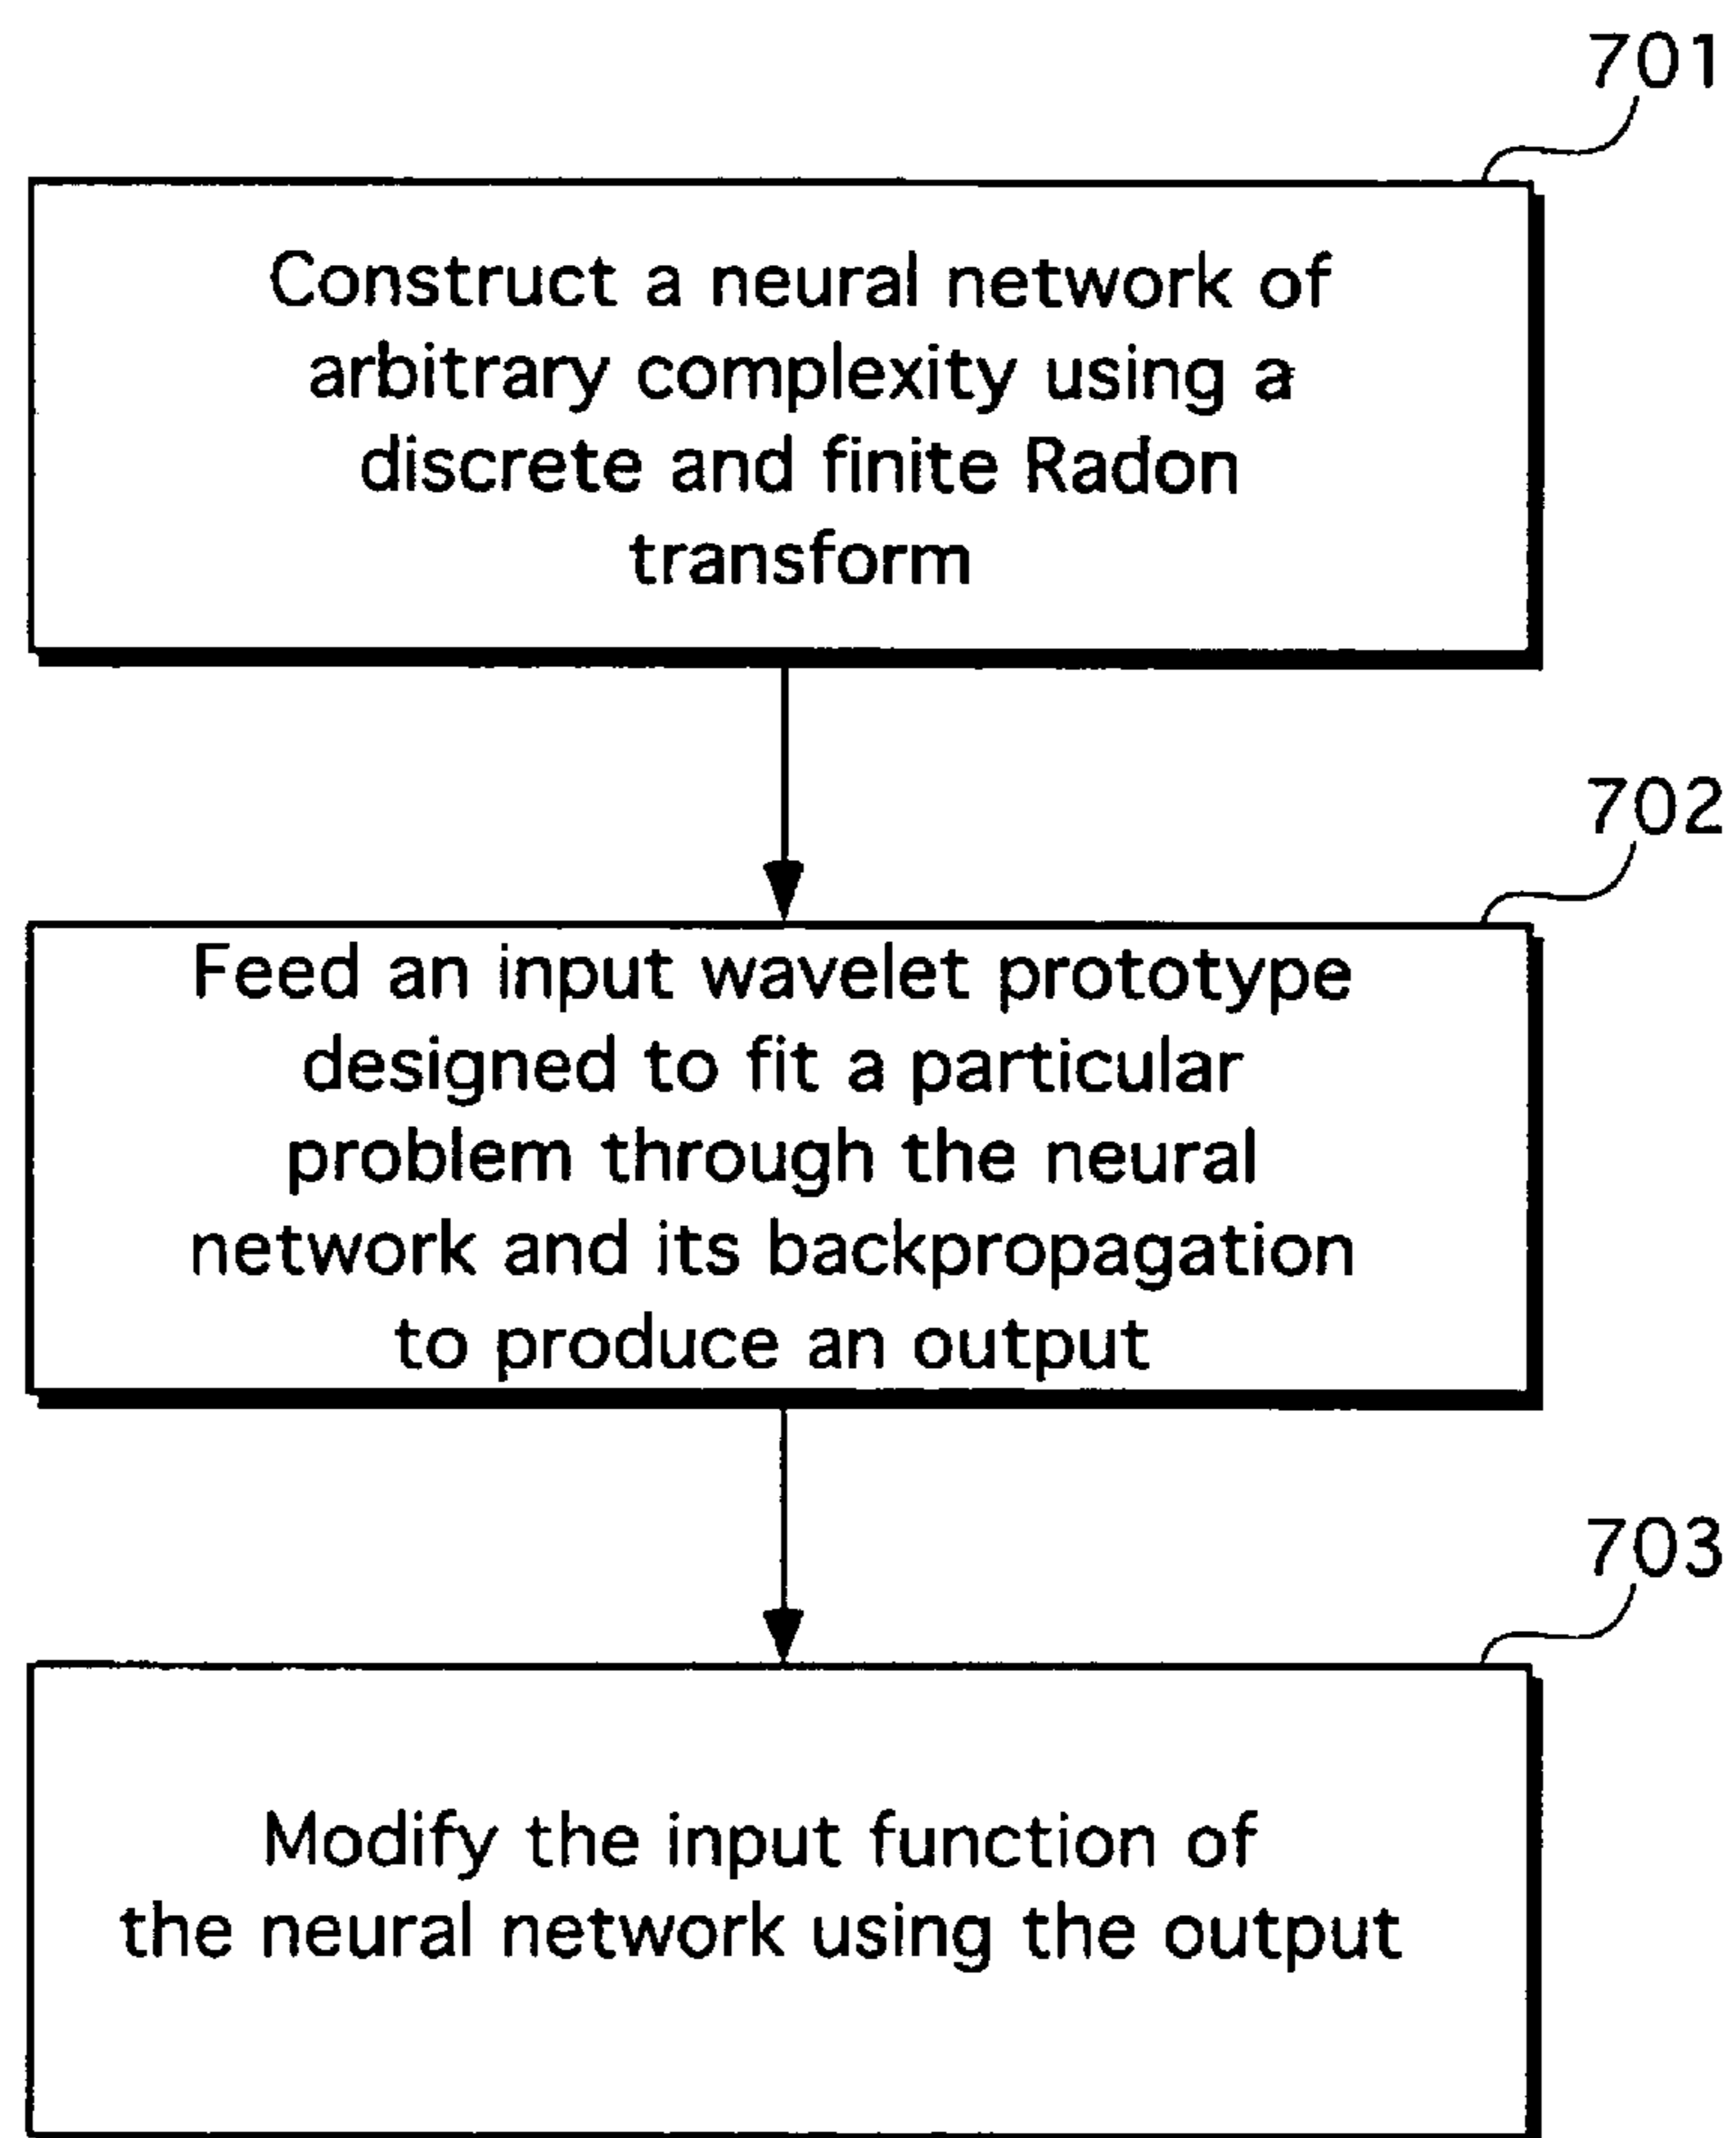 701
Construct a neural network of
arbitrary complexity using a
discrete and finite Radon
transform
702
Feed an input wavelet prototype
designed to fit a particular
problem through the neural
network and its backpropagation
to produce an output
703
Modify the input function of
the neural network using the output